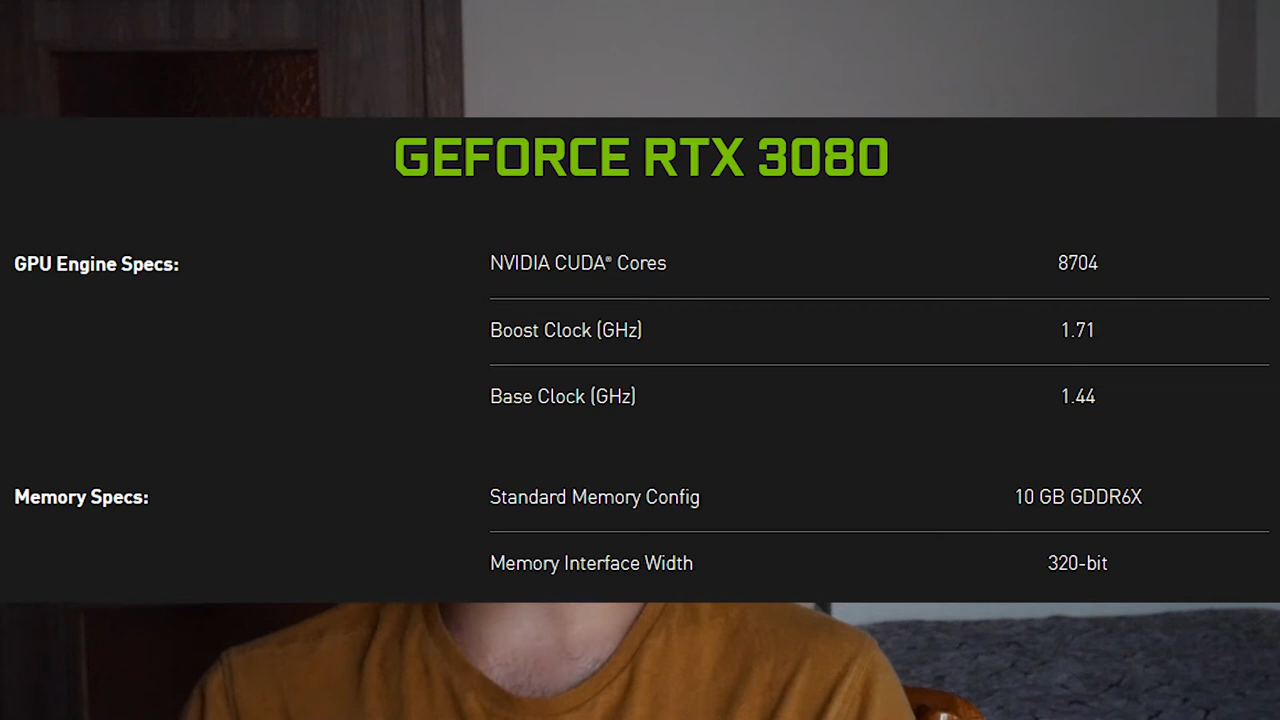 GEFORCE RTX 3080
GPU Engine Specs: NVIDIA CUDA® Cores 8704
Boost Clock (GHz) 1.71
Base Clock (GHz) 1.44
Memory Specs: Standard Memory Config 10 GB GDDR6X
Memory Interface Width 320-bit